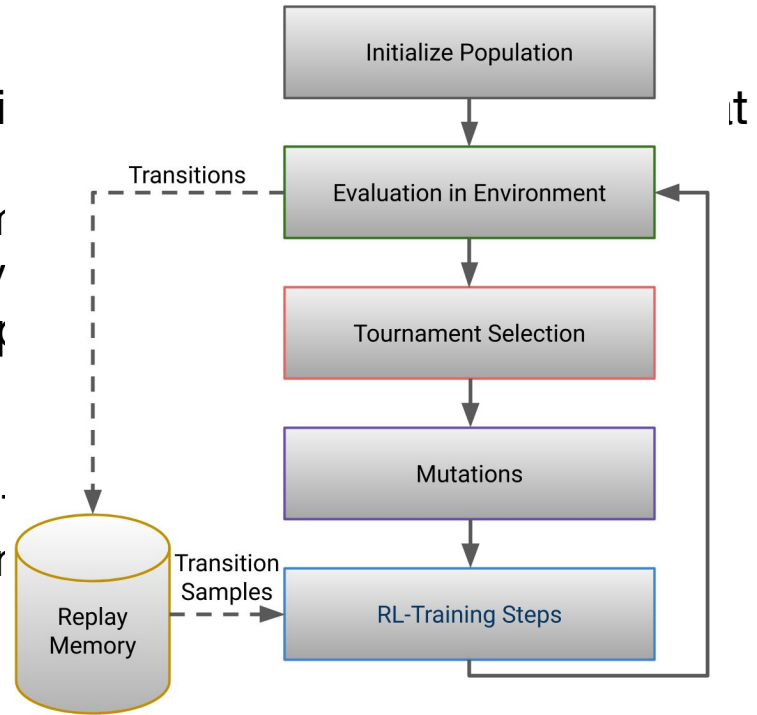 Initialize Population
Transitions
Evaluation in Environment
Tournament Selection
Mutations
Transition
Samples
Replay
Memory
RL-Training Steps